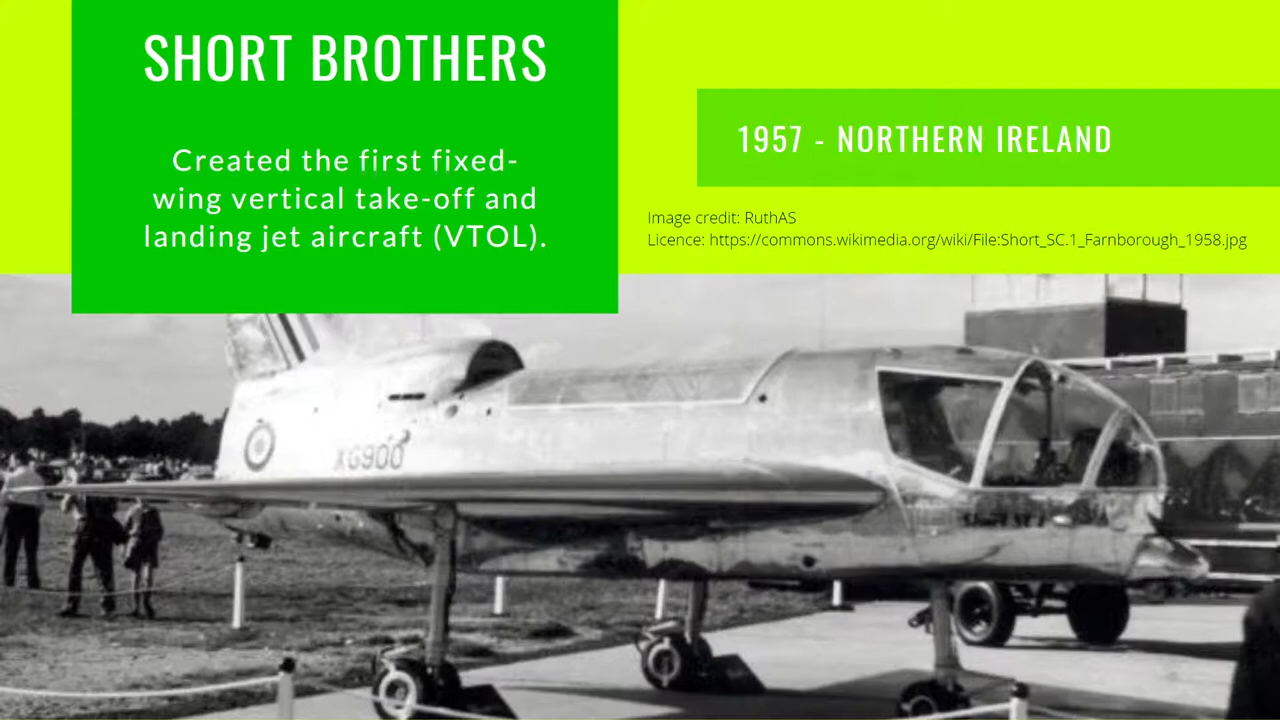 SHORT BROTHERS
Created the first fixed-
wing vertical take-off and
landing jet aircraft (VTOL).
1957 - NORTHERN IRELAND
Image credit: RuthAS
Licence: https://commons.wikimedia.org/wiki/File:Short_SC.1_Farnborough_1958.jpg
XG900